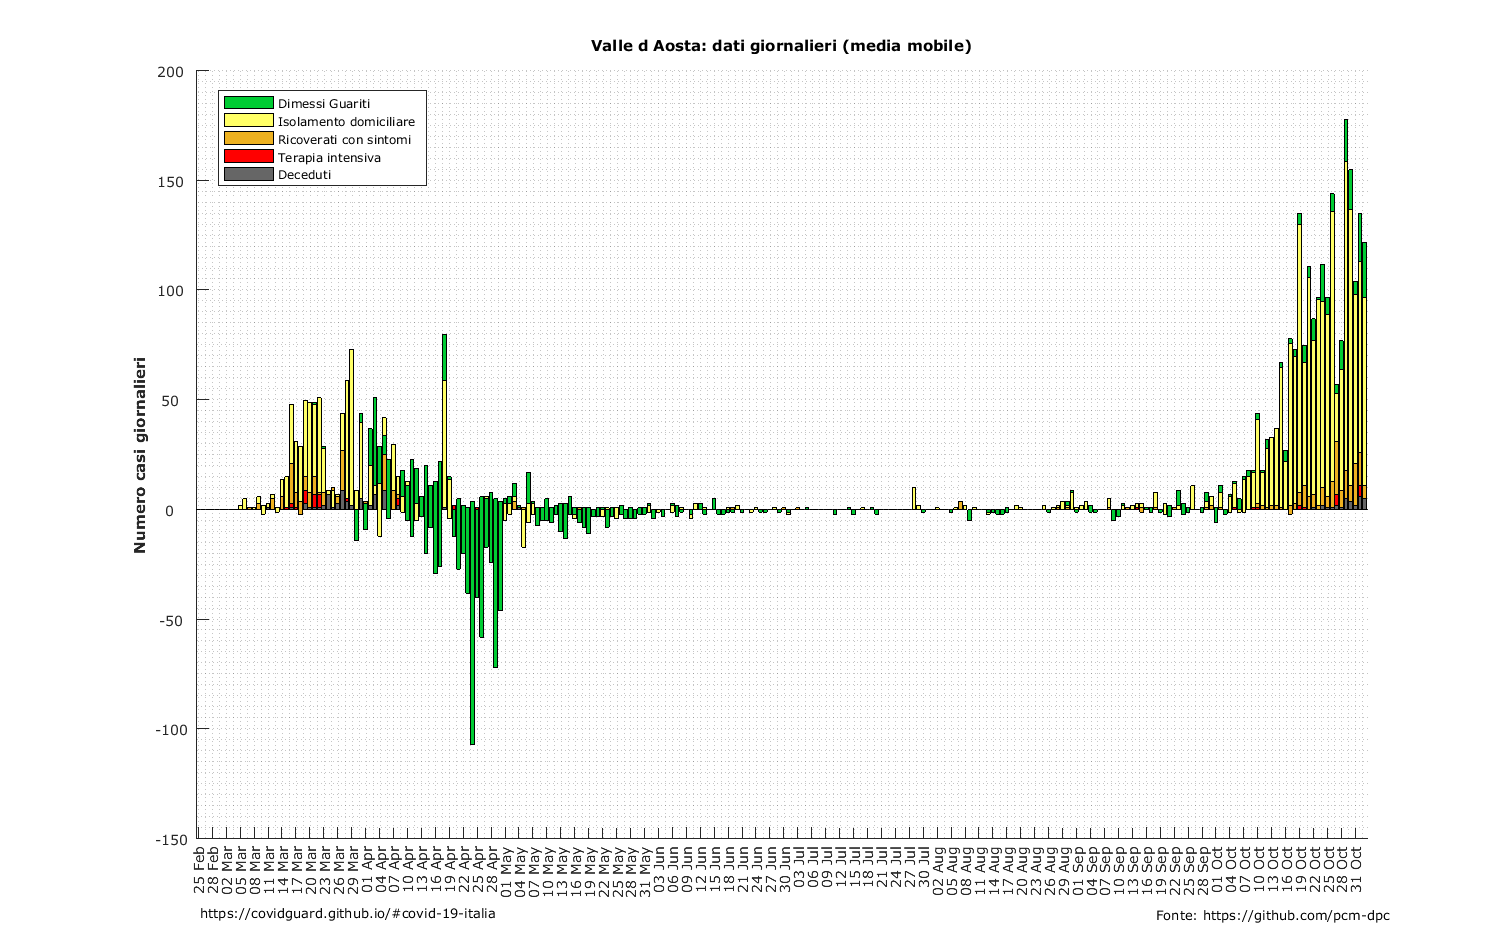 Valle d Aosta: dati giornalieri (media mobile)
200
150
100
50
0
-50
-100
-150
Numero casi giornalieri
Dimessi Guariti
Isolamento domiciliare
Ricoverati con sintomi
Terapia intensiva
Deceduti
25 Feb
28 Feb
02 Mar
05 Mar
08 Mar
11 Mar
14 Mar
17 Mar
20 Mar
23 Mar
26 Mar
29 Mar
01 Apr
04 Apr
07 Apr
10 Apr
13 Apr
16 Apr
19 Apr
22 Apr
25 Apr
28 Apr
01 May
04 May
07 May
10 May
13 May
16 May
19 May
22 May
25 May
28 May
31 May
03 Jun
06 Jun
09 Jun
12 Jun
15 Jun
18 Jun
21 Jun
24 Jun
27 Jun
30 Jun
03 Jul
06 Jul
09 Jul
12 Jul
15 Jul
18 Jul
21 Jul
24 Jul
27 Jul
30 Jul
02 Aug
05 Aug
08 Aug
11 Aug
14 Aug
17 Aug
20 Aug
23 Aug
26 Aug
29 Aug
01 Sep
04 Sep
07 Sep
10 Sep
13 Sep
16 Sep
19 Sep
22 Sep
25 Sep
28 Sep
01 Oct
04 Oct
07 Oct
10 Oct
13 Oct
16 Oct
19 Oct
22 Oct
25 Oct
28 Oct
31 Oct
https://covidguard.github.io/#covid-19-italia
Fonte: https://github.com/pcm-dpc